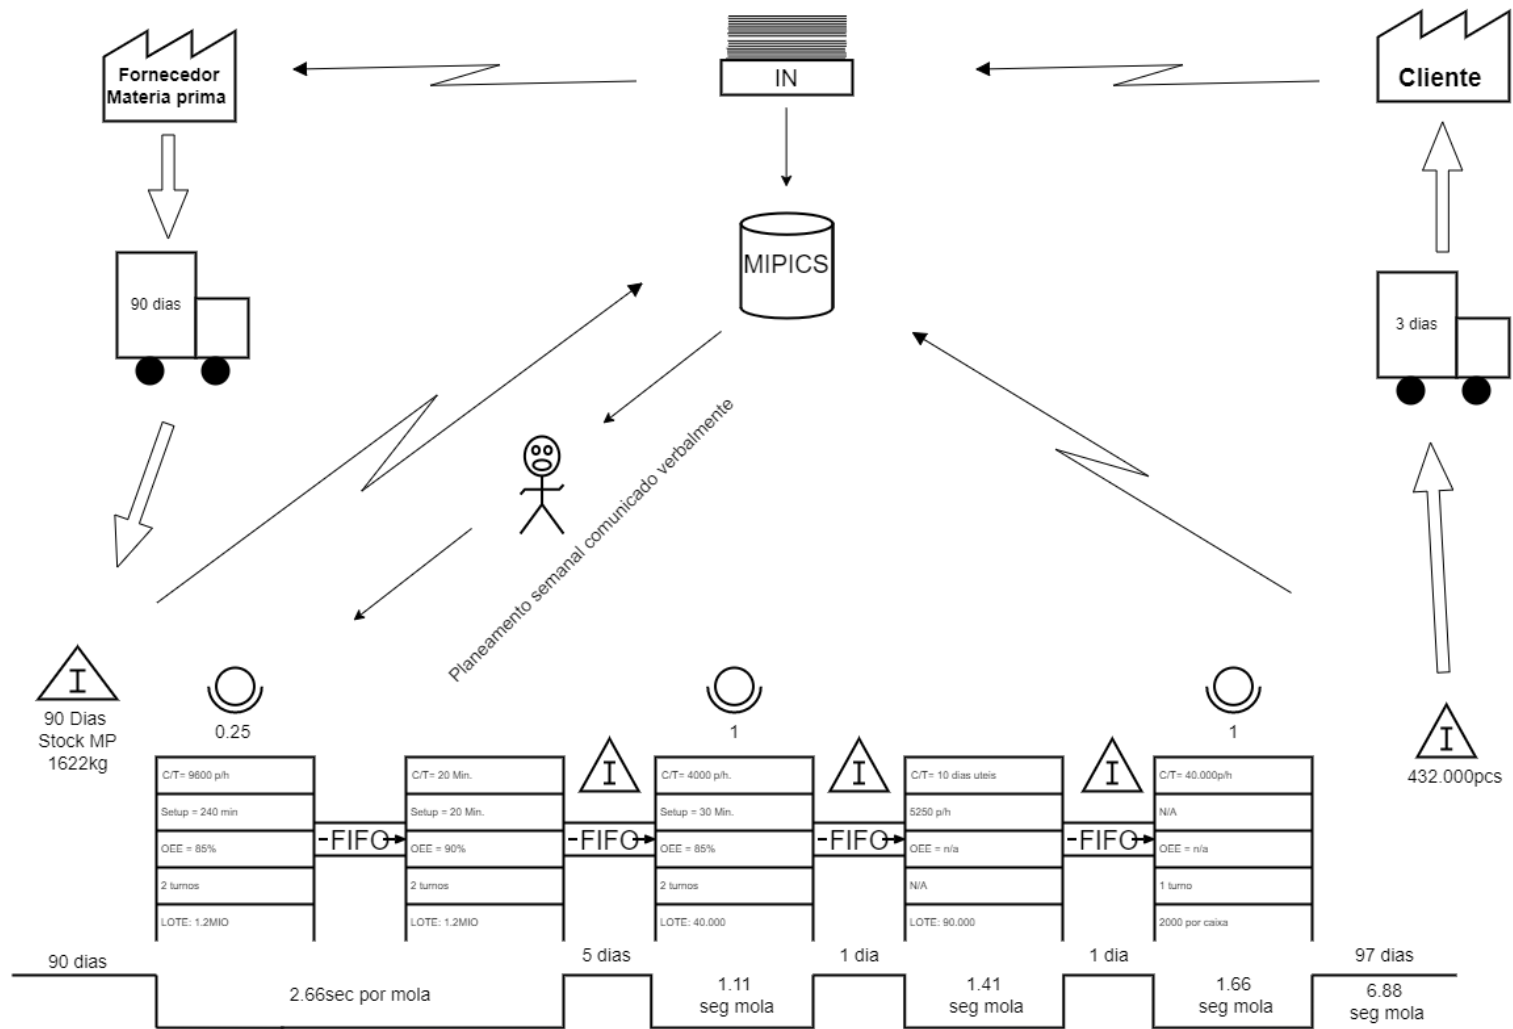 Fornecedor
Materia prima
IN
Cliente
MIPICS
90 dias
3 dias
Planeamento semanal comunicado verbalmente
I
90 Dias
Stock MP
1622kg
0.25
1
1
I
432.000pcs
I
I
I
C/T= 9600 p/h
Setup = 240 min
OEE = 85%
2 turnos
LOTE: 1.2MIO
-FIFO
C/T= 20 Min.
Setup = 20 Min.
OEE = 90%
2 turnos
LOTE: 1.2MIO
-FIFO
C/T= 4000 p/h.
Setup = 30 Min.
OEE = 85%
2 turnos
LOTE: 40.000
-FIFO
C/T= 10 dias uteis
5250 p/h
OEE = n/a
N/A
LOTE: 90.000
-FIFO
C/T= 40.000p/h
N/A
OEE = n/a
1 turno
2000 por caixa
90 dias
2.66sec por mola
5 dias
1.11
seg mola
1 dia
1.41
seg mola
1 dia
1.66
seg mola
97 dias
6.88
seg mola